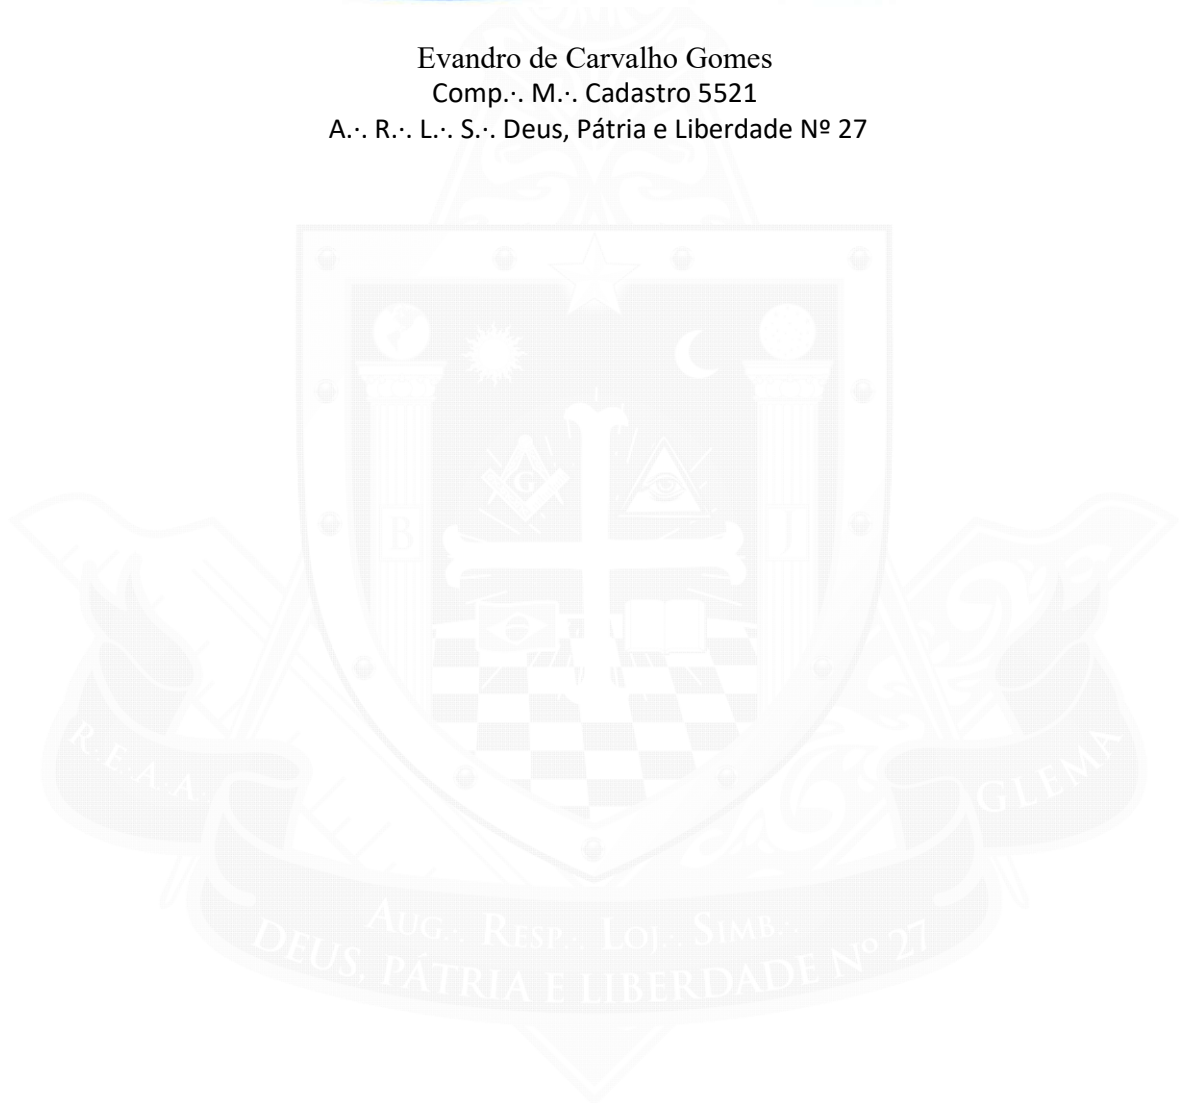 Evandro de Carvalho Gomes
Comp.·. M.·. Cadastro 5521
A.·. R.·. L.·. S.·. Deus, Pátria e Liberdade Nº 27
G
B
J
R.E.A.A.
GLEMA
AUG.·. RESP.·. LOJ.·. SIMB.·.
DEUS, PÁTRIA E LIBERDADE Nº 27